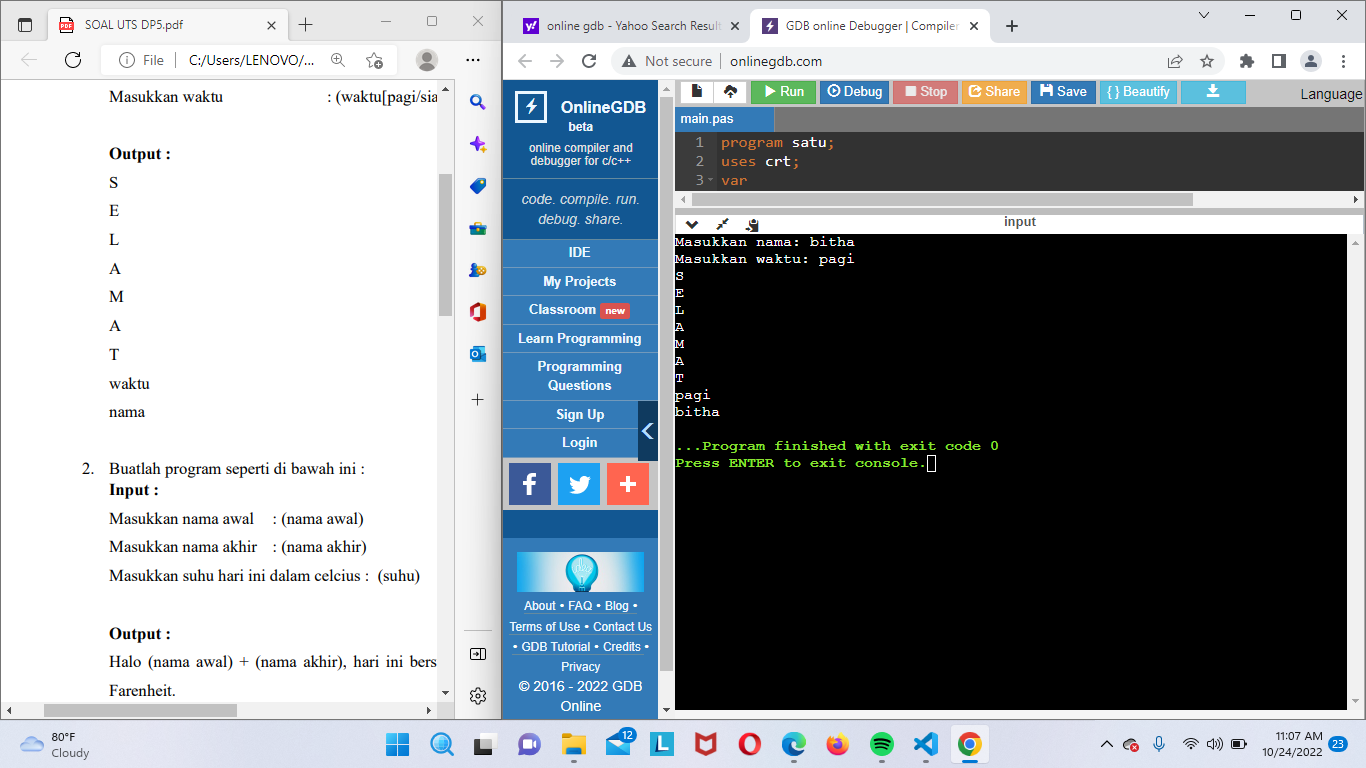 SOAL UTS DP5.pdf
File
C:/Users/LENOVO/...
Masukkan waktu : (waktu[pagi/sia
Output :
S
E
L
A
M
A
T
waktu
nama
2. Buatlah program seperti di bawah ini :
Input :
Masukkan nama awal : (nama awal)
Masukkan nama akhir : (nama akhir)
Masukkan suhu hari ini dalam celcius : (suhu)
Output :
Halo (nama awal) + (nama akhir), hari ini bers
Farenheit.
online gdb - Yahoo Search Result
GDB online Debugger | Compiler
Not secure
onlinegdb.com
OnlineGDB
beta
online compiler and
debugger for c/c++
code. compile. run.
debug. share.
IDE
My Projects
Classroom new
Learn Programming
Programming
Questions
Sign Up
Login
About • FAQ • Blog •
Terms of Use • Contact Us
• GDB Tutorial • Credits •
Privacy
© 2016 - 2022 GDB
Online
Run Debug Stop Share Save { } Beautify Language
main.pas
1 program satu;
2 uses crt;
3 var
input
Masukkan nama: bitha
Masukkan waktu: pagi
S
E
L
A
M
A
T
pagi
bitha
...Program finished with exit code 0
Press ENTER to exit console.
80°F
Cloudy
12
11:07 AM
10/24/2022
23